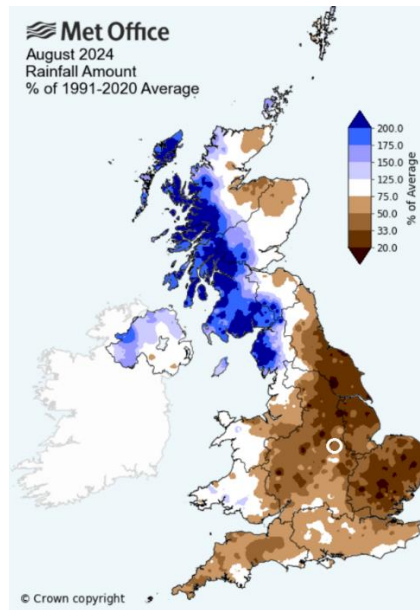 Met Office
August 2024
Rainfall Amount
% of 1991-2020 Average
200.0
175.0
150.0
125.0
75.0
50.0
33.0
20.0
% of Average
© Crown copyright